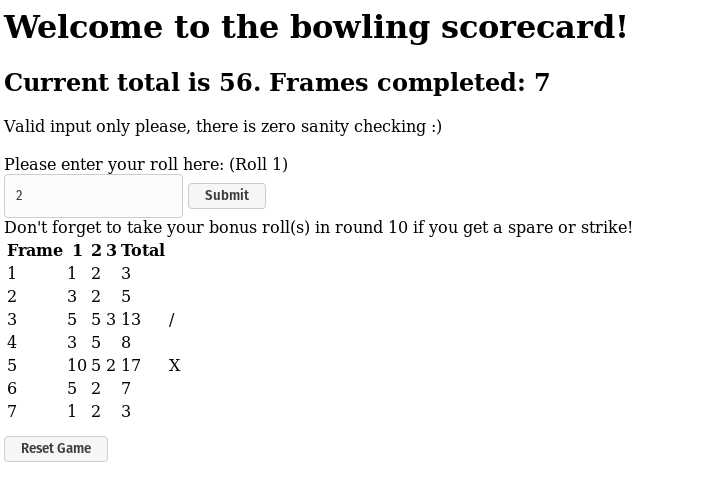 Welcome to the bowling scorecard!
Current total is 56. Frames completed: 7
Valid input only please, there is zero sanity checking :)
Please enter your roll here: (Roll 1)
2 Submit
Don't forget to take your bonus roll(s) in round 10 if you get a spare or strike!
Frame 1 2 3 Total
1 1 2 3
2 3 2 5
3 5 5 3 13 /
4 3 5 8
5 10 5 2 17 X
6 5 2 7
7 1 2 3
Reset Game